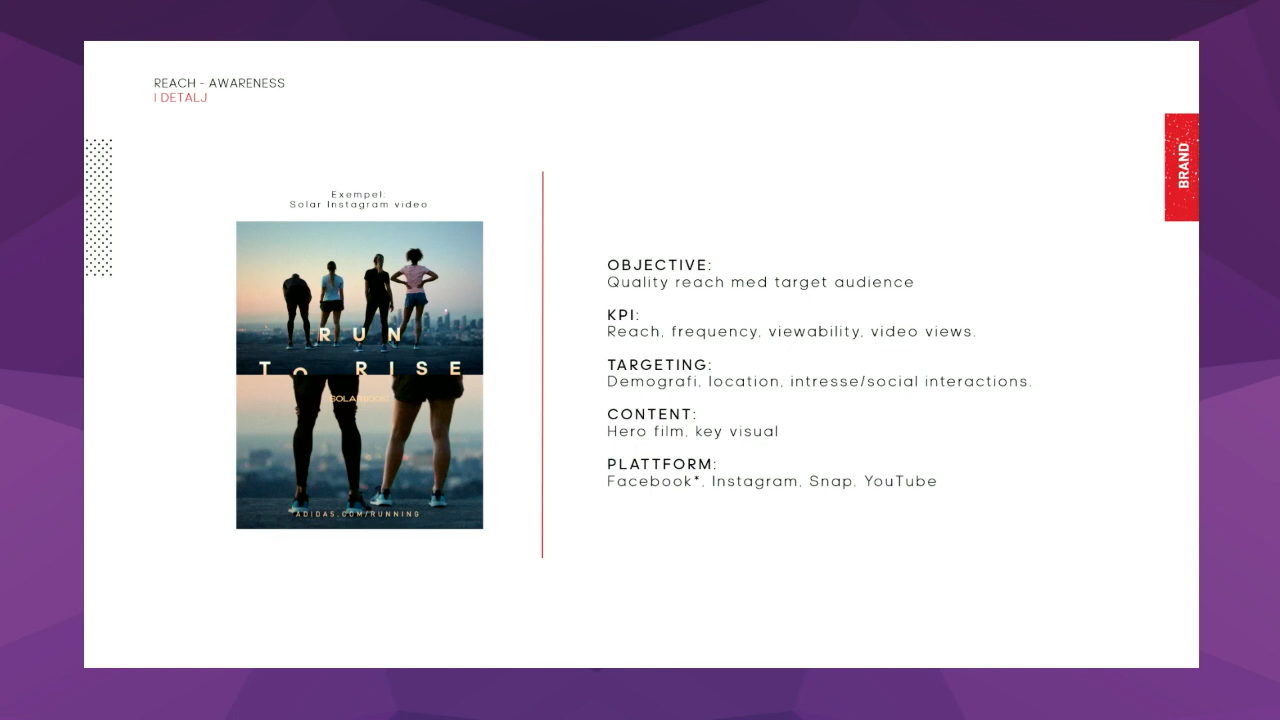 REACH - AWARENESS
I DETALJ
BRAND
Exempel:
Solar Instagram video
RUN
TO RISE
ADIDAS.COM/RUNNING
OBJECTIVE:
Quality reach med target audience
KPI:
Reach, frequency, viewability, video views.
TARGETING:
Demografi, location, intresse/social interactions.
CONTENT:
Hero film, key visual
PLATTFORM:
Facebook*, Instagram, Snap, YouTube